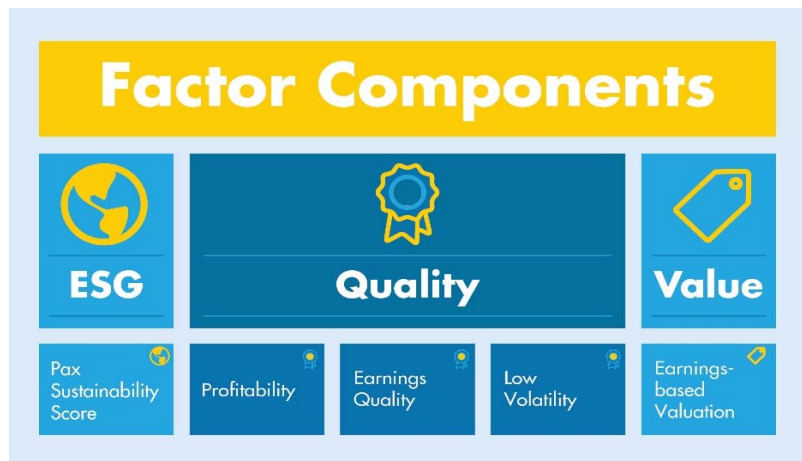 Factor Components
ESG
Quality
Value
Pax
Sustainability
Score
Profitability
Earnings
Quality
Low
Volatility
Earnings-
based
Valuation